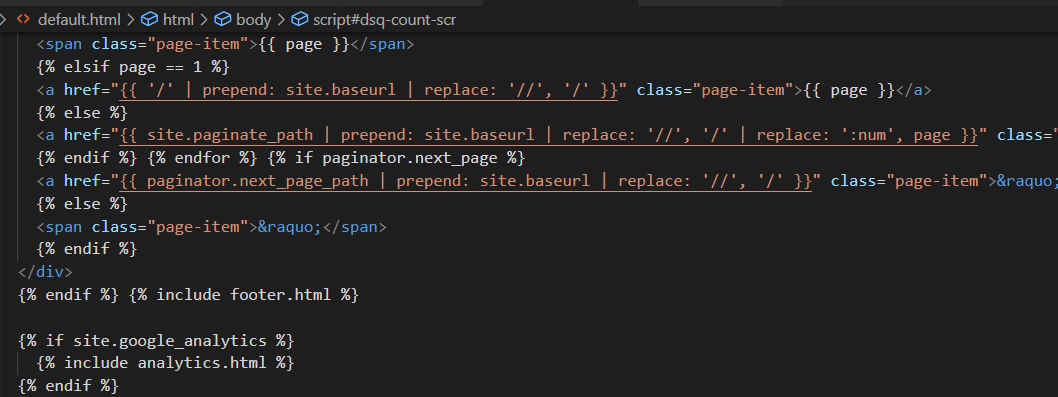 default.html > html > body > script#dsq-count-scr
<span class="page-item">{{ page }}</span>
{% elsif page == 1 %}
<a href="{{ '/' | prepend: site.baseurl | replace: '//', '/' }}" class="page-item">{{ page }}</a>
{% else %}
<a href="{{ site.paginate_path | prepend: site.baseurl | replace: '//', '/' | replace: ':num', page }}" class="
{% endif %} {% endfor %} {% if paginator.next_page %}
<a href="{{ paginator.next_page_path | prepend: site.baseurl | replace: '//', '/' }}" class="page-item">&raquo;
{% else %}
<span class="page-item">&raquo;</span>
{% endif %}
</div>
{% endif %} {% include footer.html %}
{% if site.google_analytics %}
{% include analytics.html %}
{% endif %}